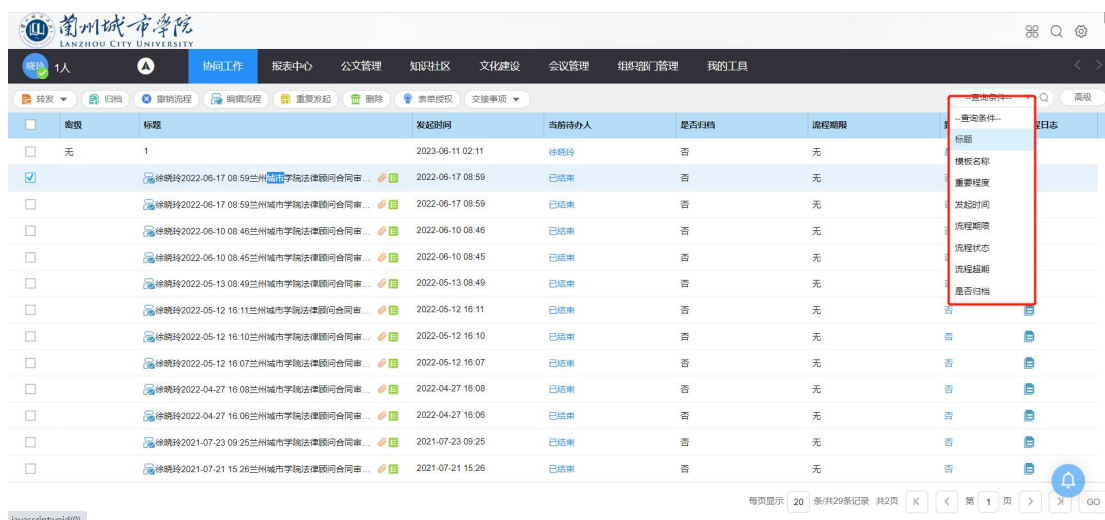 兰州城市学院
LANZHOU CITY UNIVERSITY
晓玲 1人 协同工作 报表中心 公文管理 知识社区 文化建设 会议管理 组织部门管理 我的工具
转发 归档 撤销流程 编辑流程 重复发起 删除 表单授权 交接事项 --查询条件-- 高级
密级 标题 发起时间 当前待办人 是否归档 流程期限 程日志
--查询条件--
标题
模板名称
重要程度
发起时间
流程期限
流程状态
流程超期
是否归档
无 1 2023-06-11 02:11 徐晓玲 否 无
徐晓玲2022-06-17 08:59兰州城市学院法律顾问合同审... 2022-06-17 08:59 已结束 否 无
徐晓玲2022-06-17 08:59兰州城市学院法律顾问合同审... 2022-06-17 08:59 已结束 否 无
徐晓玲2022-06-10 08:46兰州城市学院法律顾问合同审... 2022-06-10 08:46 已结束 否 无
徐晓玲2022-06-10 08:45兰州城市学院法律顾问合同审... 2022-06-10 08:45 已结束 否 无
徐晓玲2022-05-13 08:49兰州城市学院法律顾问合同审... 2022-05-13 08:49 已结束 否 无
徐晓玲2022-05-12 16:11兰州城市学院法律顾问合同审... 2022-05-12 16:11 已结束 否 无 否
徐晓玲2022-05-12 16:10兰州城市学院法律顾问合同审... 2022-05-12 16:10 已结束 否 无 否
徐晓玲2022-05-12 16:07兰州城市学院法律顾问合同审... 2022-05-12 16:07 已结束 否 无 否
徐晓玲2022-04-27 16:08兰州城市学院法律顾问合同审... 2022-04-27 16:08 已结束 否 无 否
徐晓玲2022-04-27 16:06兰州城市学院法律顾问合同审... 2022-04-27 16:06 已结束 否 无 否
徐晓玲2021-07-23 09:25兰州城市学院法律顾问合同审... 2021-07-23 09:25 已结束 否 无 否
徐晓玲2021-07-21 15:26兰州城市学院法律顾问合同审... 2021-07-21 15:26 已结束 否 无 否
每页显示 20 条/共29条记录 共2页 第 1 页 GO
javascript:void(0)